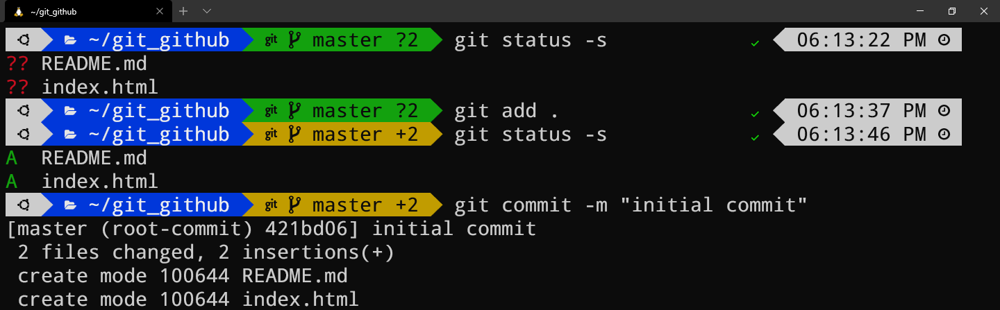 ~/git_github
~/git_github git master ?2 git status -s 06:13:22 PM
?? README.md
?? index.html
~/git_github git master ?2 git add . 06:13:37 PM
~/git_github git master +2 git status -s 06:13:46 PM
A README.md
A index.html
~/git_github git master +2 git commit -m "initial commit"
[master (root-commit) 421bd06] initial commit
2 files changed, 2 insertions(+)
create mode 100644 README.md
create mode 100644 index.html